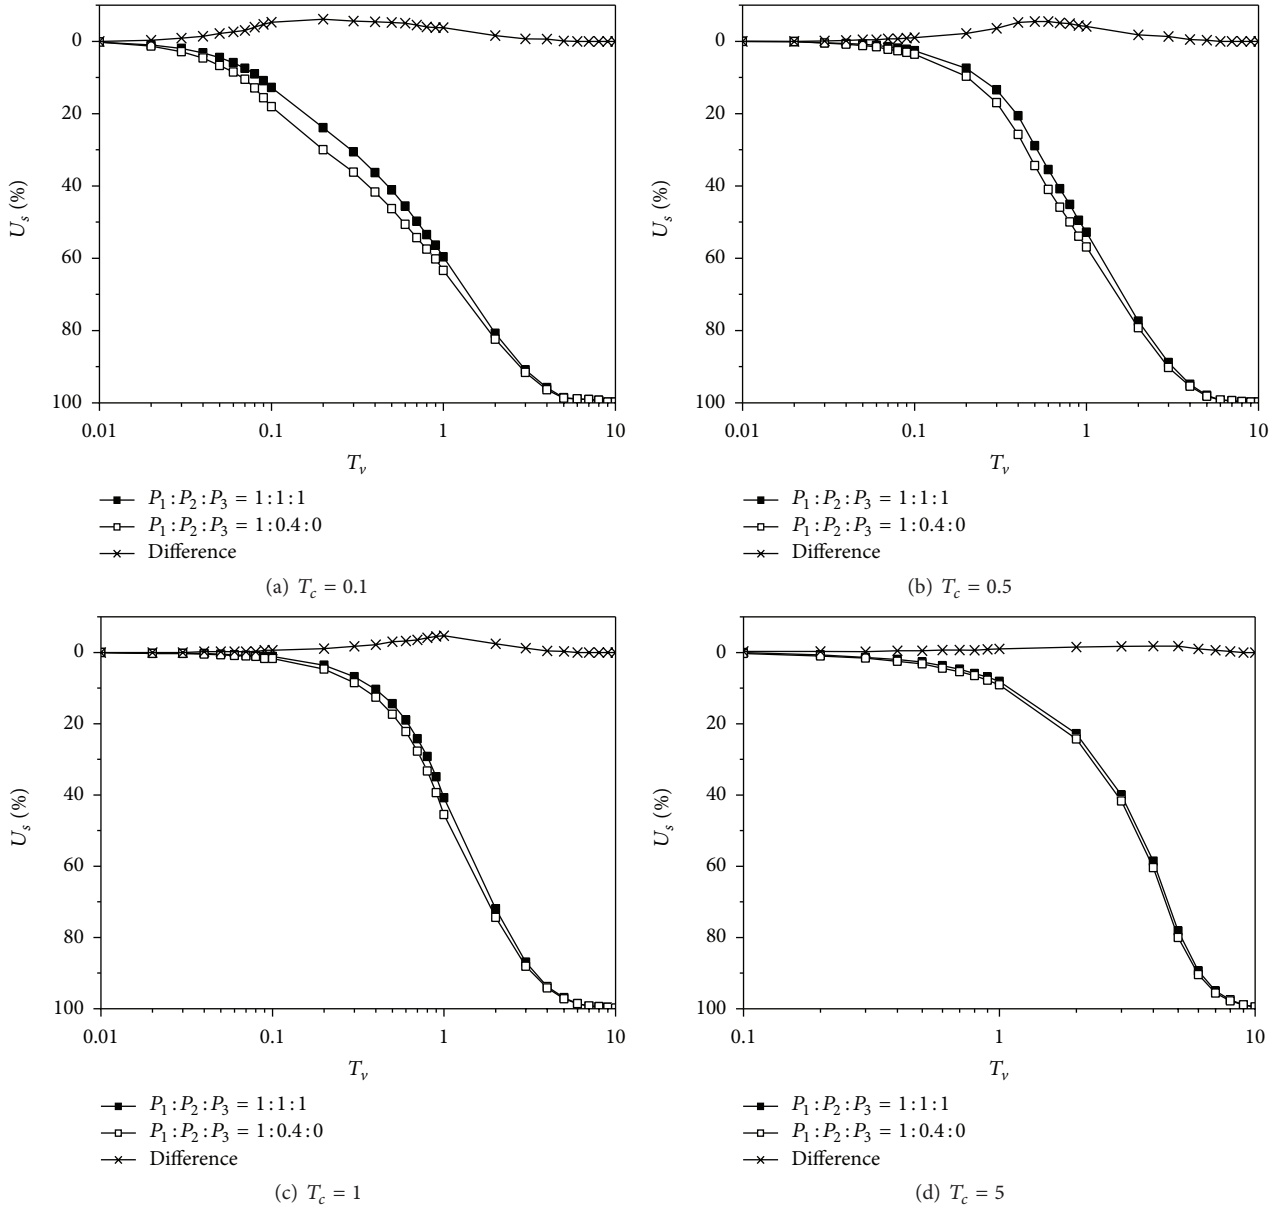 0
20
40
60
80
100
U_s (%)
0.01 0.1 1 10
T_v
P_1 : P_2 : P_3 = 1 : 1 : 1
P_1 : P_2 : P_3 = 1 : 0.4 : 0
Difference
(a) T_c = 0.1
0
20
40
60
80
100
U_s (%)
0.01 0.1 1 10
T_v
P_1 : P_2 : P_3 = 1 : 1 : 1
P_1 : P_2 : P_3 = 1 : 0.4 : 0
Difference
(b) T_c = 0.5
0
20
40
60
80
100
U_s (%)
0.01 0.1 1 10
T_v
P_1 : P_2 : P_3 = 1 : 1 : 1
P_1 : P_2 : P_3 = 1 : 0.4 : 0
Difference
(c) T_c = 1
0
20
40
60
80
100
U_s (%)
0.1 1 10
T_v
P_1 : P_2 : P_3 = 1 : 1 : 1
P_1 : P_2 : P_3 = 1 : 0.4 : 0
Difference
(d) T_c = 5